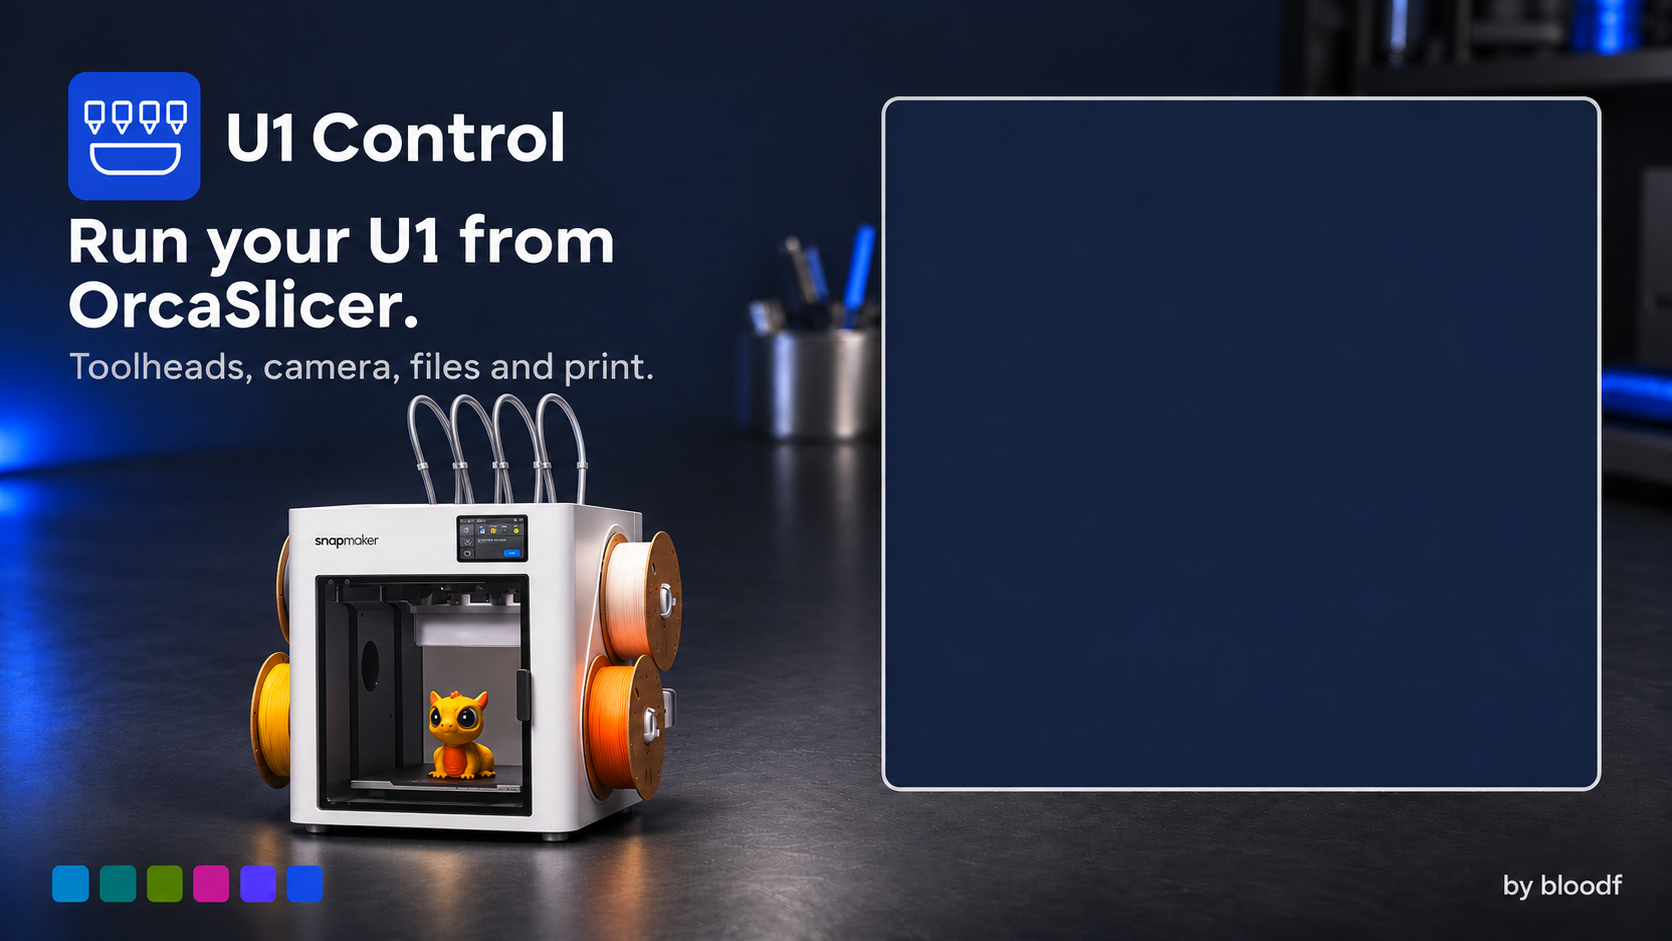 U1 Control
Run your U1 from
OrcaSlicer.
Toolheads, camera, files and print.
snapmaker
by bloodf